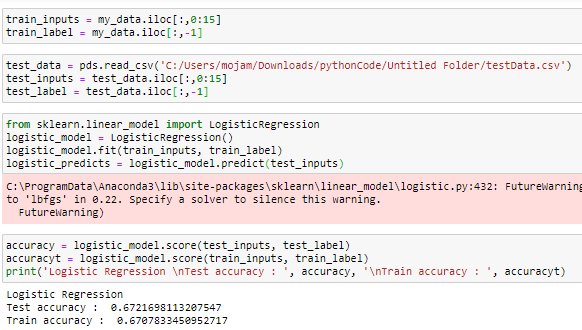 train_inputs = my_data.iloc[:,0:15]
train_label = my_data.iloc[:,-1]
test_data = pds.read_csv('C:/Users/mojam/Downloads/pythonCode/Untitled Folder/testData.csv')
test_inputs = test_data.iloc[:,0:15]
test_label = test_data.iloc[:,-1]
from sklearn.linear_model import LogisticRegression
logistic_model = LogisticRegression()
logistic_model.fit(train_inputs, train_label)
logistic_predicts = logistic_model.predict(test_inputs)
C:\ProgramData\Anaconda3\lib\site-packages\sklearn\linear_model\logistic.py:432: FutureWarning
to 'lbfgs' in 0.22. Specify a solver to silence this warning.
  FutureWarning)
accuracy = logistic_model.score(test_inputs, test_label)
accuracyt = logistic_model.score(train_inputs, train_label)
print('Logistic Regression \nTest accuracy : ', accuracy, '\nTrain accuracy : ', accuracyt)
Logistic Regression
Test accuracy :  0.6721698113207547
Train accuracy :  0.6707833450952717